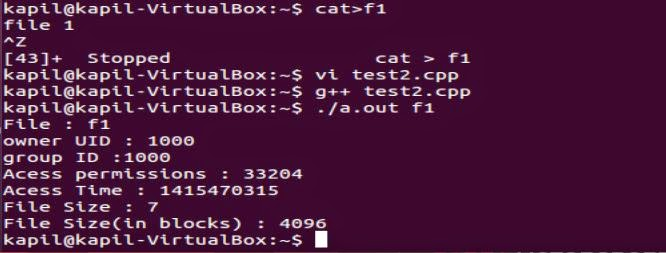 kapil@kapil-VirtualBox:~$ cat>f1
file 1
^Z
[43]+  Stopped                 cat > f1
kapil@kapil-VirtualBox:~$ vi test2.cpp
kapil@kapil-VirtualBox:~$ g++ test2.cpp
kapil@kapil-VirtualBox:~$ ./a.out f1
File : f1
owner UID : 1000
group ID :1000
Acess permissions : 33204
Acess Time : 1415470315
File Size : 7
File Size(in blocks) : 4096
kapil@kapil-VirtualBox:~$